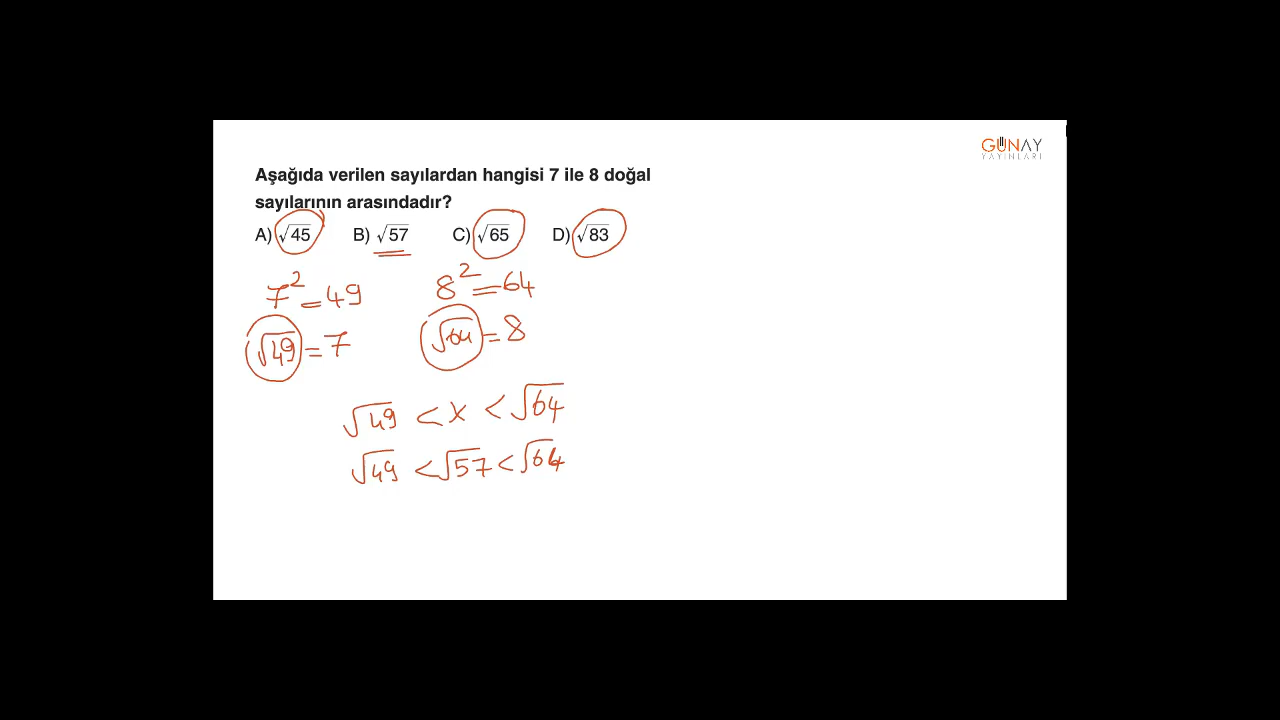 GÜNAY
YAYINLARI
Aşağıda verilen sayılardan hangisi 7 ile 8 doğal
sayılarının arasındadır?
A) √45 B) √57 C) √65 D) √83
7² = 49 8² = 64
√49 = 7 √64 = 8
√49 < x < √64
√49 < √57 < √64